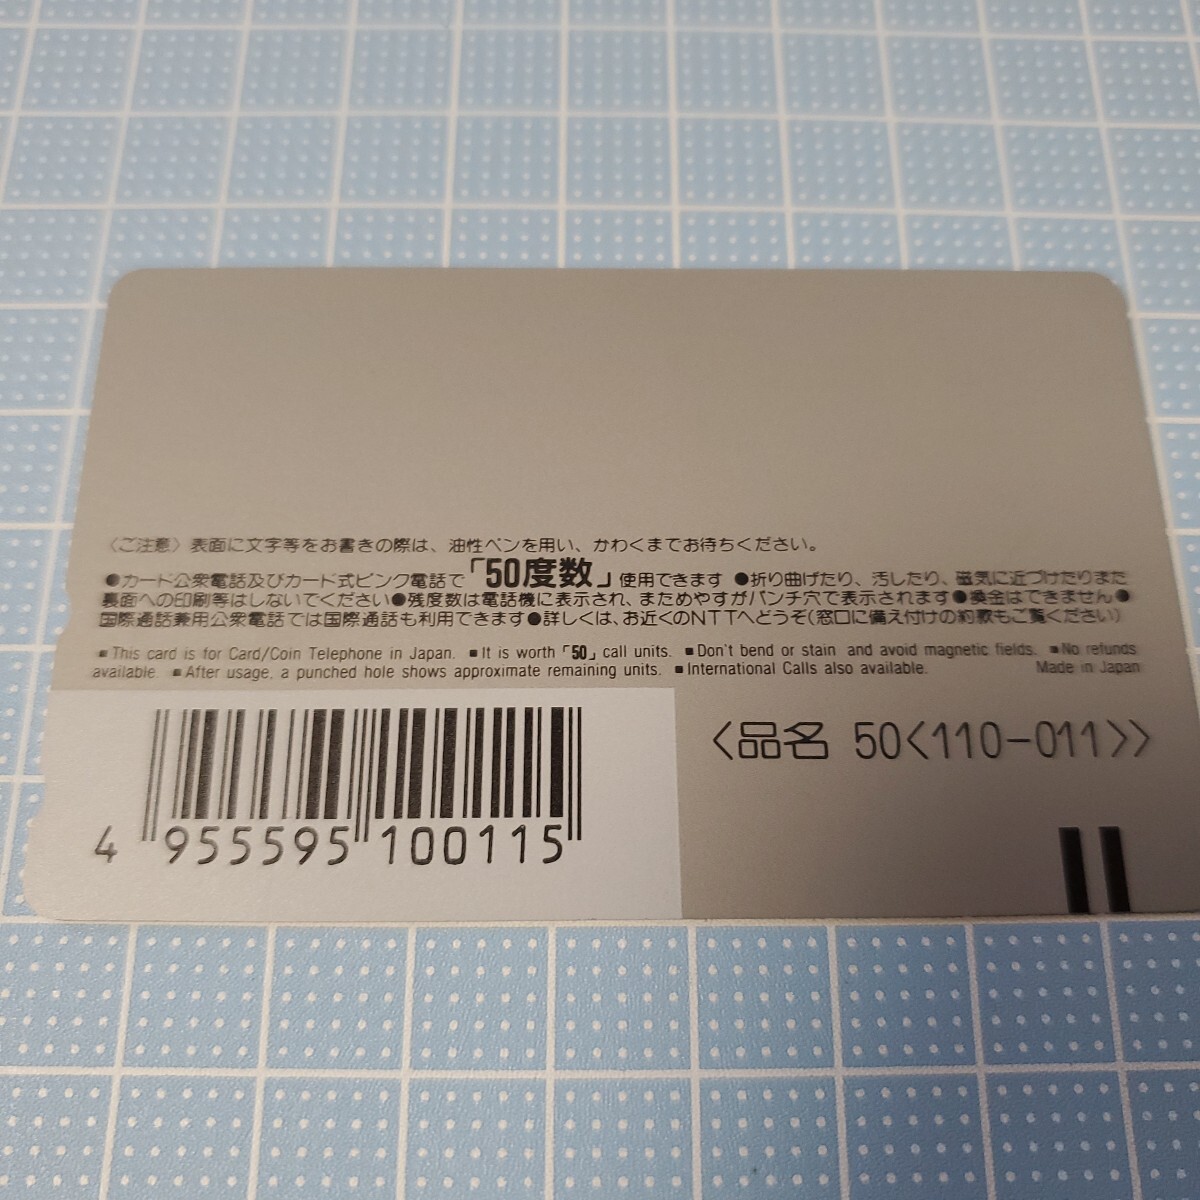 〈ご注意〉表面に文字等をお書きの際は、油性ペンを用い、かわくまでお待ちください。
●カード公衆電話及びカード式ピンク電話で「50度数」使用できます ●折り曲げたり、汚したり、磁気に近づけたりまた
裏面への印刷等はしないでください●残度数は電話機に表示され、まためやすがパンチ穴で表示されます●換金はできません●
国際通話兼用公衆電話では国際通話も利用できます●詳しくは、お近くのNTTへどうぞ(窓口に備え付けの約款もご覧ください)
■This card is for Card/Coin Telephone in Japan. ■It is worth「50」call units. ■Don't bend or stain and avoid magnetic fields. ■No refunds
available. ■After usage, a punched hole shows approximate remaining units. ■International Calls also available. Made in Japan
〈品名 50〈110-011〉〉
4 955595 100115